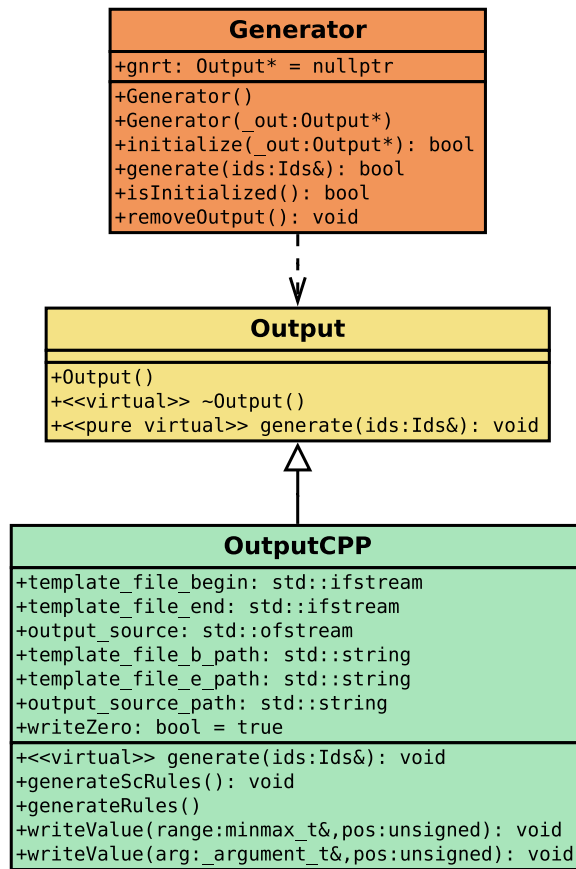 Generator
+gnrt: Output* = nullptr
+Generator()
+Generator(_out:Output*)
+initialize(_out:Output*): bool
+generate(ids:Ids&): bool
+isInitialized(): bool
+removeOutput(): void
Output
+Output()
+<<virtual>> ~Output()
+<<pure virtual>> generate(ids:Ids&): void
OutputCPP
+template_file_begin: std::ifstream
+template_file_end: std::ifstream
+output_source: std::ofstream
+template_file_b_path: std::string
+template_file_e_path: std::string
+output_source_path: std::string
+writeZero: bool = true
+<<virtual>> generate(ids:Ids&): void
+generateScRules(): void
+generateRules()
+writeValue(range:minmax_t&,pos:unsigned): void
+writeValue(arg:_argument_t&,pos:unsigned): void